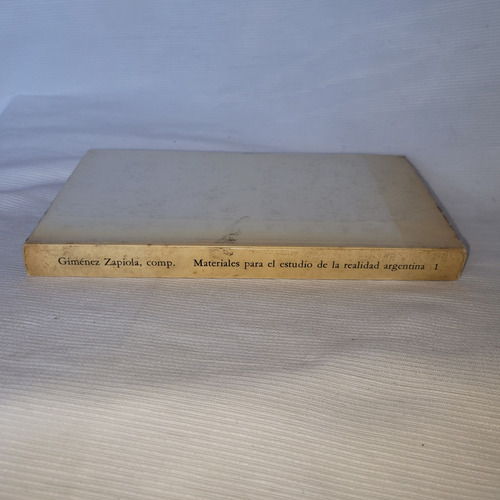 Giménez Zapiola, comp. Materiales para el estudio de la realidad argentina 1